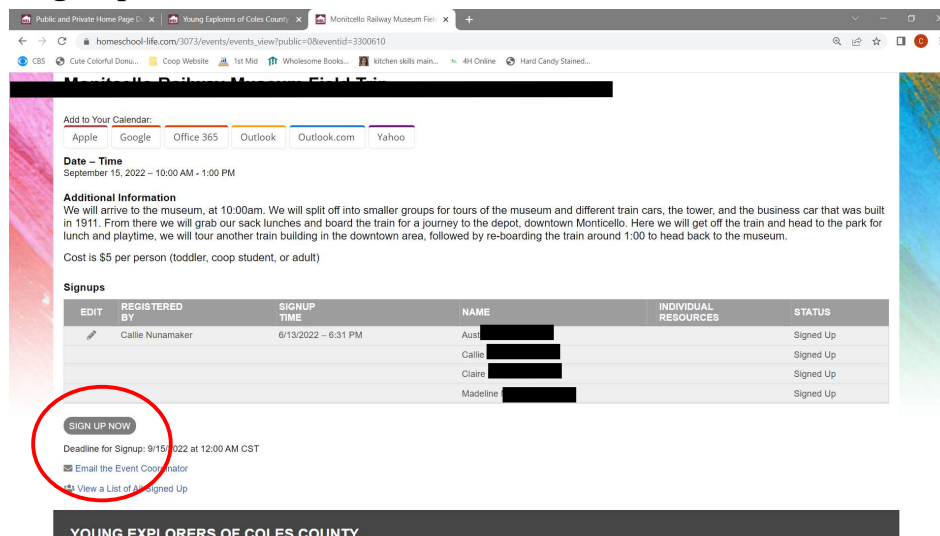 Public and Private Home Page D
Young Explorers of Coles County
Monticello Railway Museum Fiel
homeschool-life.com/3073/events/events_view?public=0&eventid=3300610
CBS Cute Colorful Donu... Coop Website 1st Mid Wholesome Books... kitchen skills main... 4H Online Hard Candy Stained...
Monticello Railway Museum Field Trip
Add to Your Calendar:
Apple Google Office 365 Outlook Outlook.com Yahoo
Date – Time
September 15, 2022 – 10:00 AM - 1:00 PM
Additional Information
We will arrive to the museum, at 10:00am. We will split off into smaller groups for tours of the museum and different train cars, the tower, and the business car that was built
in 1911. From there we will grab our sack lunches and board the train for a journey to the depot, downtown Monticello. Here we will get off the train and head to the park for
lunch and playtime, we will tour another train building in the downtown area, followed by re-boarding the train around 1:00 to head back to the museum.
Cost is $5 per person (toddler, coop student, or adult)
Signups
EDIT REGISTERED BY SIGNUP TIME NAME INDIVIDUAL RESOURCES STATUS
Callie Nunamaker 6/13/2022 – 6:31 PM Aust Signed Up
Callie Signed Up
Claire Signed Up
Madeline Signed Up
SIGN UP NOW
Deadline for Signup: 9/15/2022 at 12:00 AM CST
Email the Event Coordinator
View a List of All Signed Up
YOUNG EXPLORERS OF COLES COUNTY